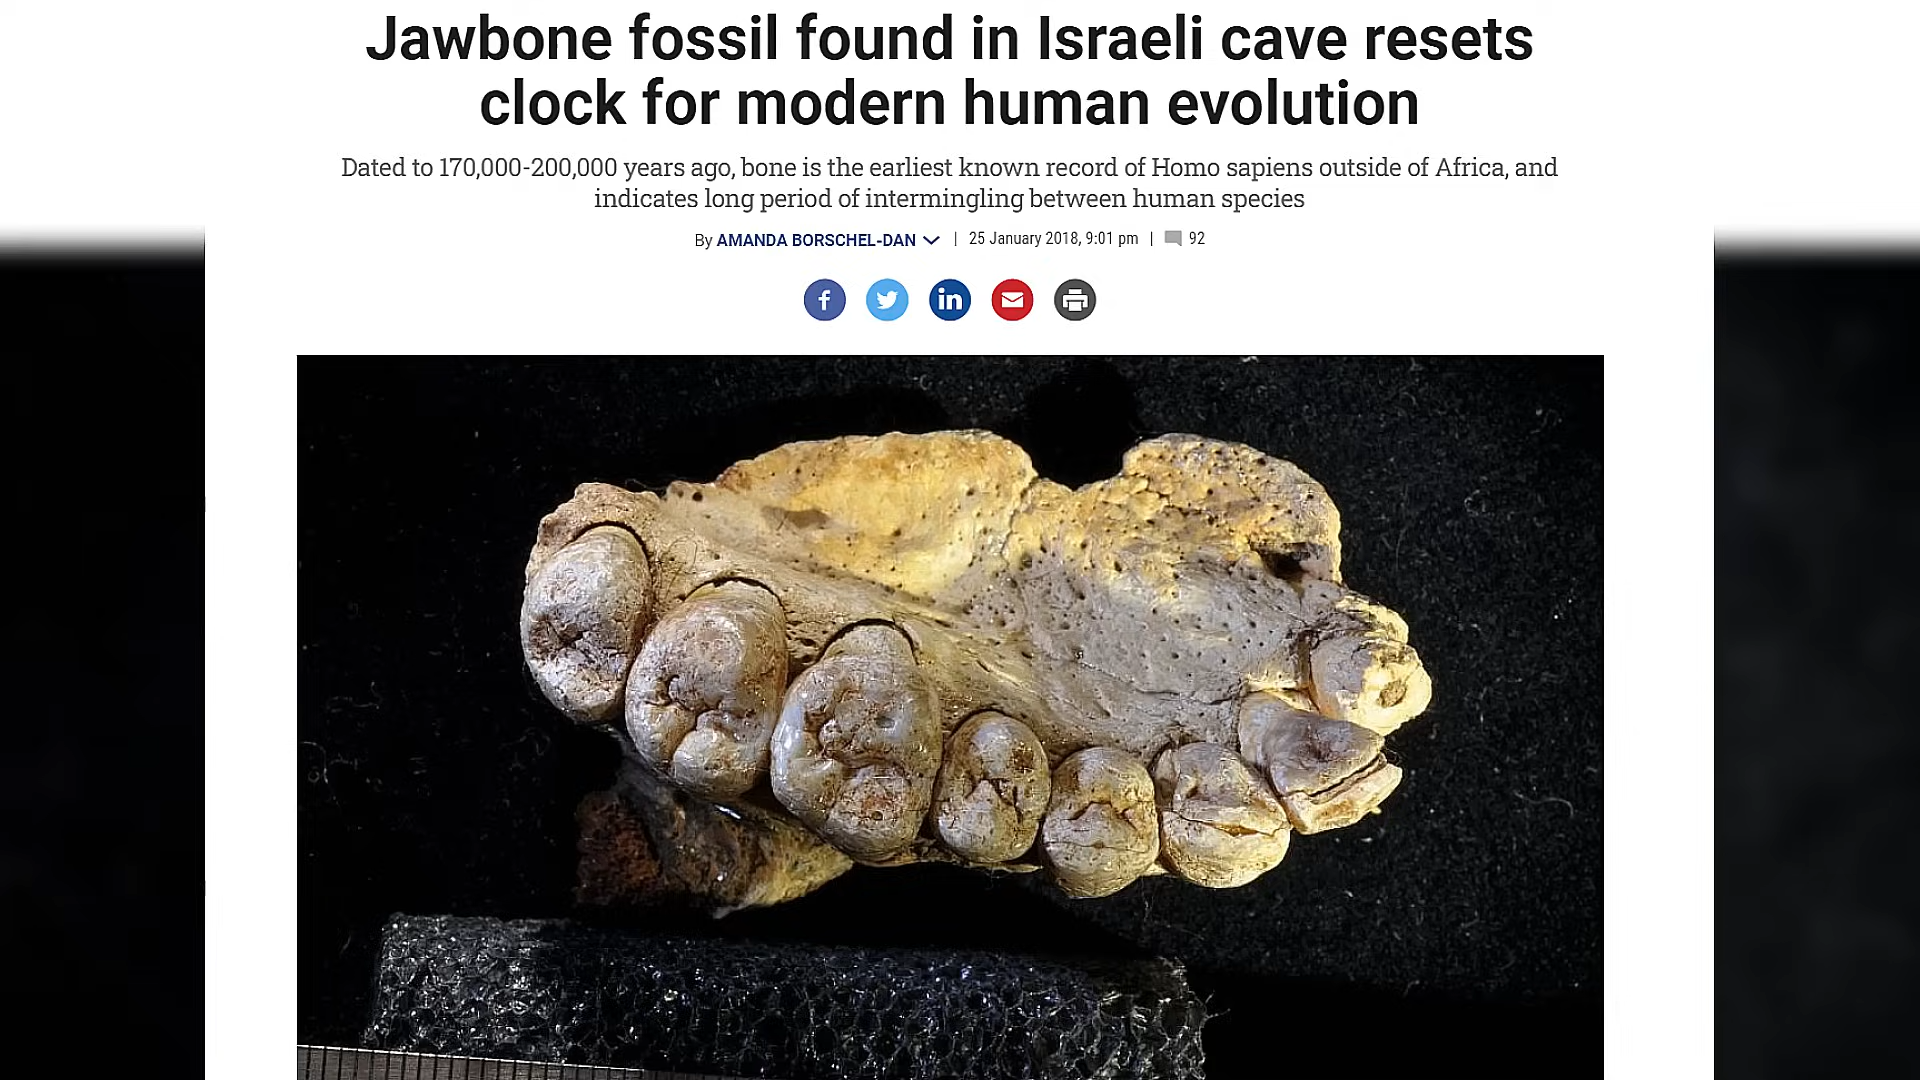 Jawbone fossil found in Israeli cave resets
clock for modern human evolution
Dated to 170,000-200,000 years ago, bone is the earliest known record of Homo sapiens outside of Africa, and
indicates long period of intermingling between human species
By AMANDA BORSCHEL-DAN | 25 January 2018, 9:01 pm | 92
f in